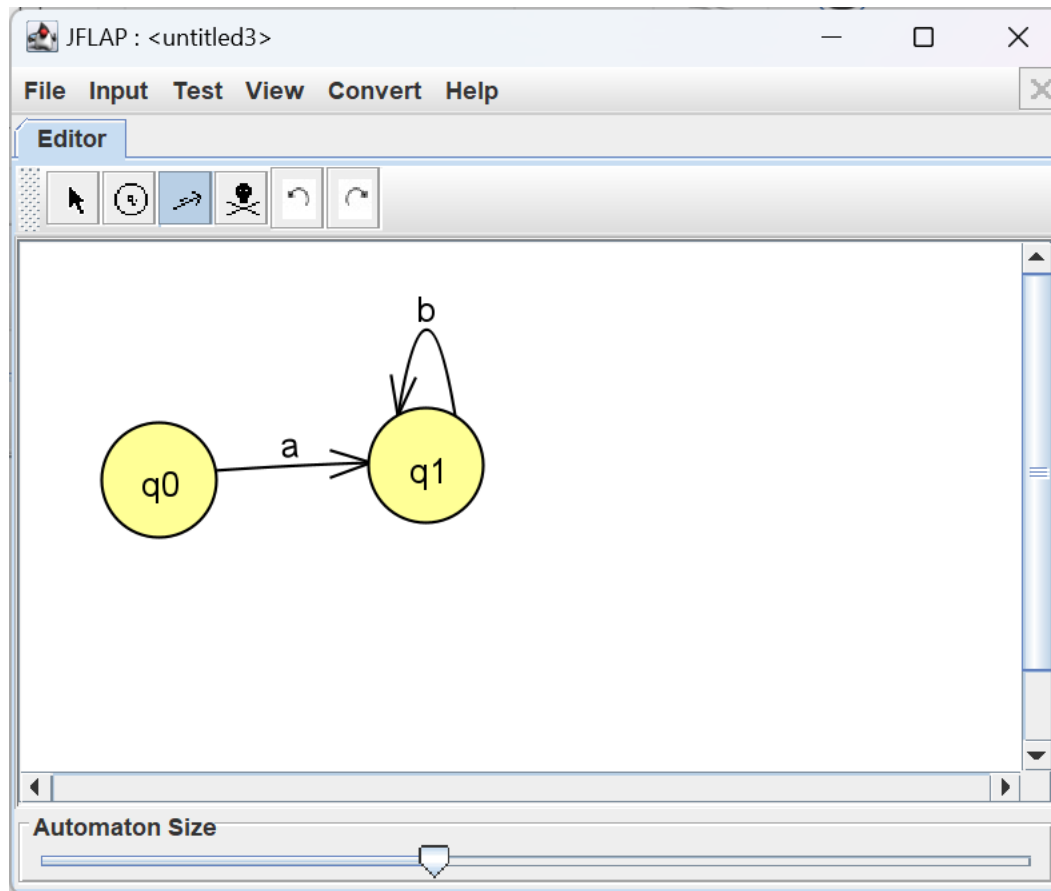 JFLAP : <untitled3>
File Input Test View Convert Help
Editor
b
a
q0
q1
Automaton Size